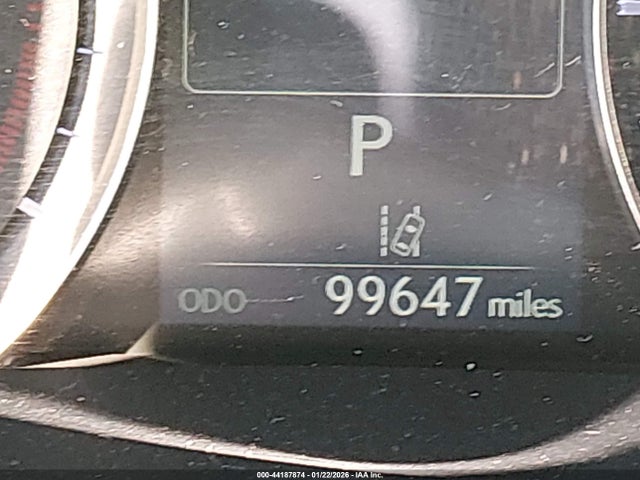 P
ODO 99647 miles
000-44187874 | 01/22/2026 - IAA Inc.